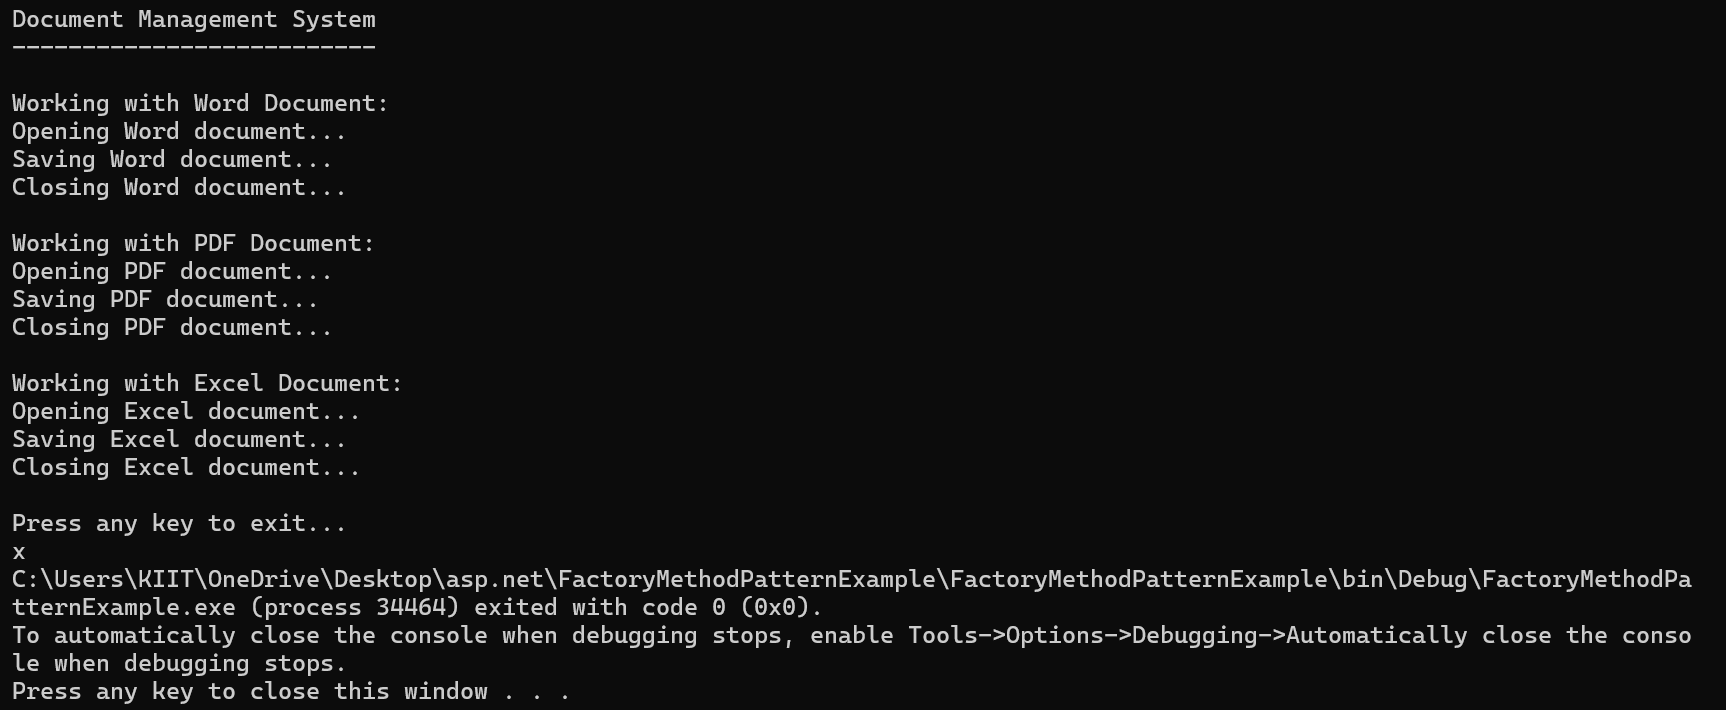 Document Management System
--------------------------
Working with Word Document:
Opening Word document...
Saving Word document...
Closing Word document...
Working with PDF Document:
Opening PDF document...
Saving PDF document...
Closing PDF document...
Working with Excel Document:
Opening Excel document...
Saving Excel document...
Closing Excel document...
Press any key to exit...
x
C:\Users\KIIT\OneDrive\Desktop\asp.net\FactoryMethodPatternExample\FactoryMethodPatternExample\bin\Debug\FactoryMethodPa
tternExample.exe (process 34464) exited with code 0 (0x0).
To automatically close the console when debugging stops, enable Tools->Options->Debugging->Automatically close the conso
le when debugging stops.
Press any key to close this window . . .